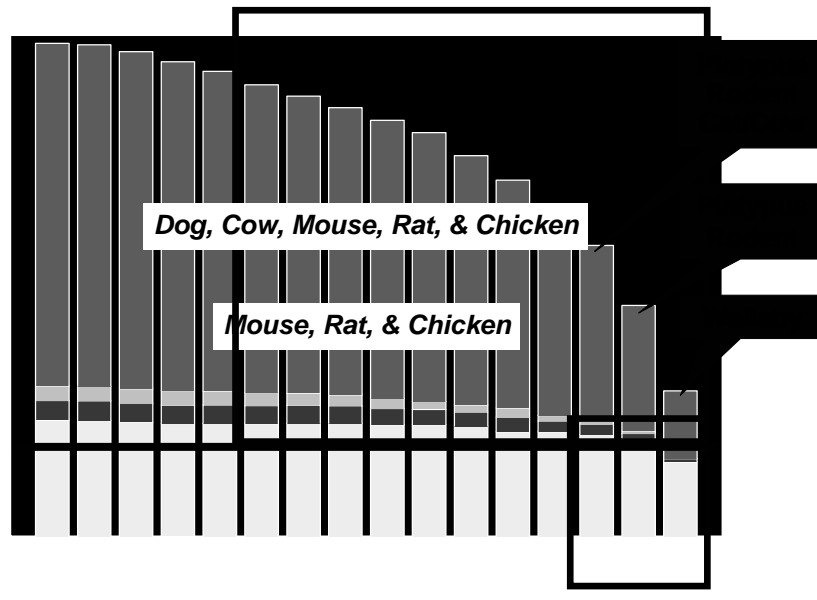 Dog, Cow, Mouse, Rat, & Chicken
Mouse, Rat, & Chicken